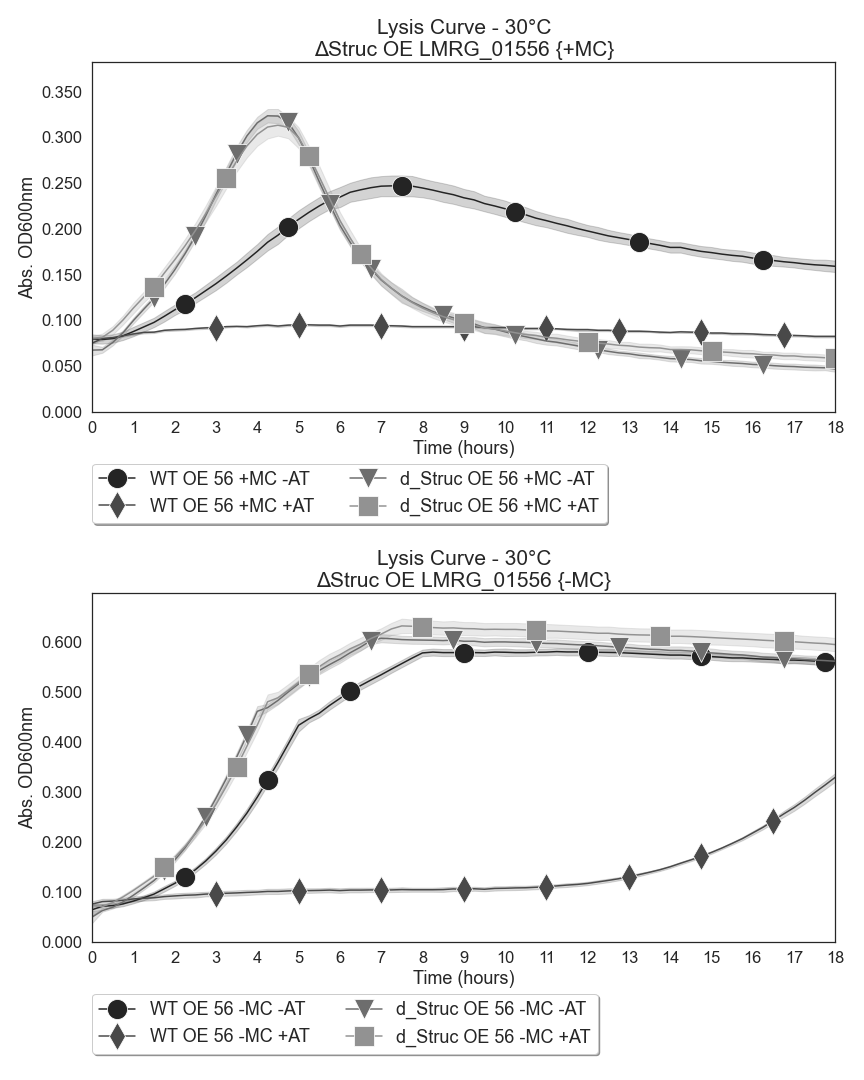 Lysis Curve - 30°C
ΔStruc OE LMRG_01556 {+MC}
Abs. OD600nm
0.350
0.300
0.250
0.200
0.150
0.100
0.050
0.000
0 1 2 3 4 5 6 7 8 9 10 11 12 13 14 15 16 17 18
Time (hours)
WT OE 56 +MC -AT
WT OE 56 +MC +AT
d_Struc OE 56 +MC -AT
d_Struc OE 56 +MC +AT
Lysis Curve - 30°C
ΔStruc OE LMRG_01556 {-MC}
Abs. OD600nm
0.600
0.500
0.400
0.300
0.200
0.100
0.000
0 1 2 3 4 5 6 7 8 9 10 11 12 13 14 15 16 17 18
Time (hours)
WT OE 56 -MC -AT
WT OE 56 -MC +AT
d_Struc OE 56 -MC -AT
d_Struc OE 56 -MC +AT